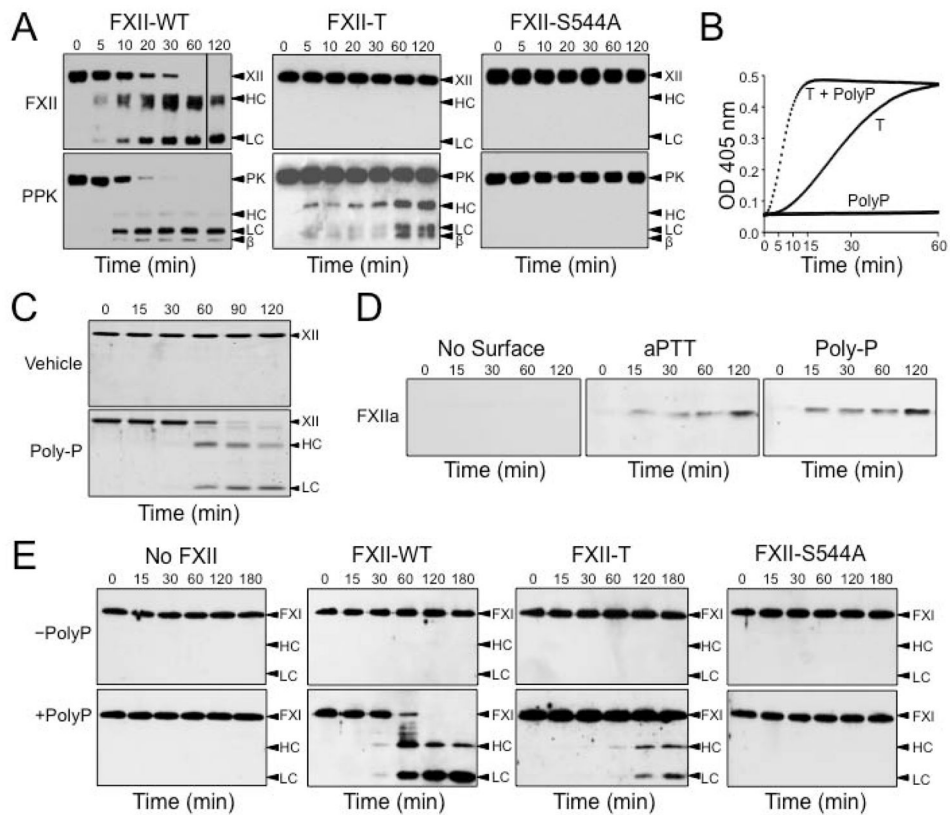 A
FXII-WT
FXII-T
FXII-S544A
0 5 10 20 30 60 120
0 5 10 20 30 60 120
0 5 10 20 30 60 120
FXII
XII
HC
LC
XII
HC
LC
XII
HC
LC
PPK
PK
HC
LC
β
PK
HC
LC
β
PK
HC
LC
β
Time (min)
Time (min)
Time (min)
B
OD 405 nm
0.5
0.4
0.3
0.2
0.1
0.0
T + PolyP
T
PolyP
0 5 10 15 30 60
Time (min)
C
0 15 30 60 90 120
Vehicle
XII
Poly-P
XII
HC
LC
Time (min)
D
No Surface
aPTT
Poly-P
0 15 30 60 120
0 15 30 60 120
0 15 30 60 120
FXIIa
Time (min)
Time (min)
Time (min)
E
No FXII
FXII-WT
FXII-T
FXII-S544A
0 15 30 60 120 180
0 15 30 60 120 180
0 15 30 60 120 180
0 15 30 60 120 180
−PolyP
FXI
HC
LC
FXI
HC
LC
FXI
HC
LC
FXI
HC
LC
+PolyP
FXI
HC
LC
FXI
HC
LC
FXI
HC
LC
FXI
HC
LC
Time (min)
Time (min)
Time (min)
Time (min)